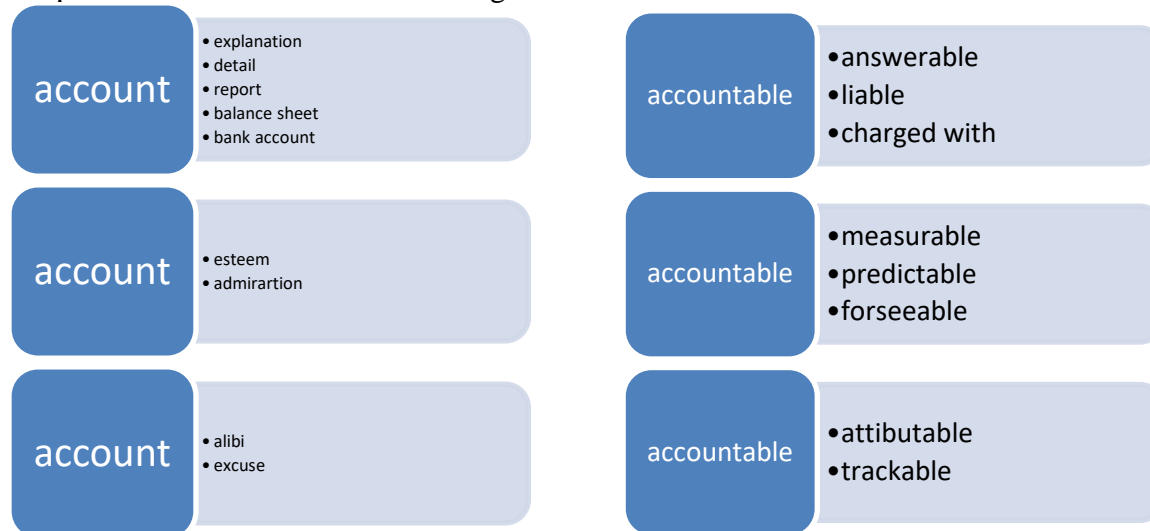 account
• explanation
• detail
• report
• balance sheet
• bank account
account
• esteem
• admirartion
account
• alibi
• excuse
accountable
•answerable
•liable
•charged with
accountable
•measurable
•predictable
•forseeable
accountable
•attibutable
•trackable